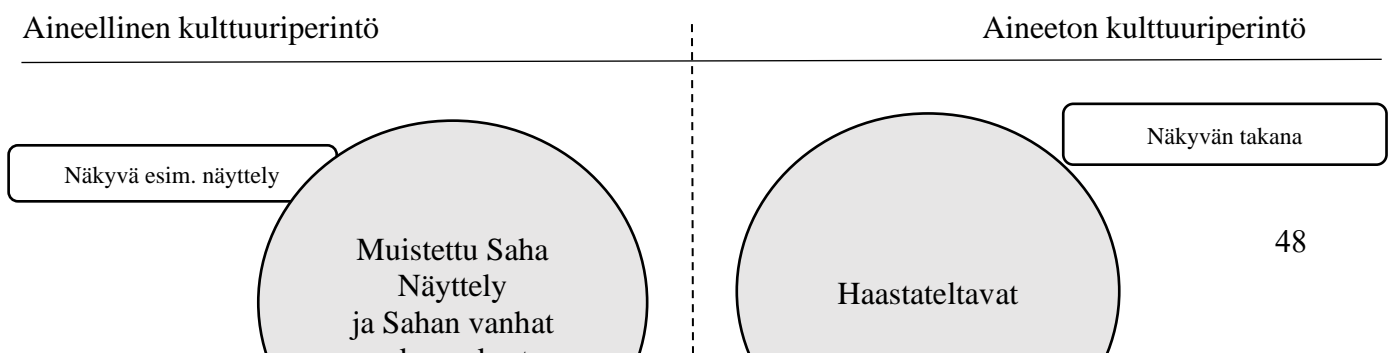 Aineellinen kulttuuriperintö
Aineeton kulttuuriperintö
Näkyvä esim. näyttely
Näkyvän takana
Muistettu Saha
Näyttely
ja Sahan vanhat
Haastateltavat
48